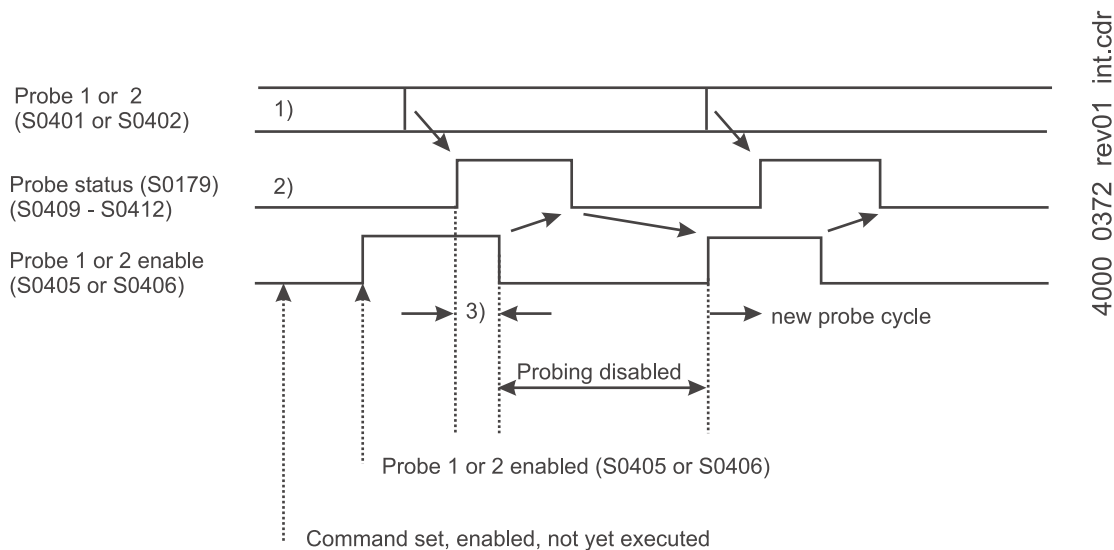 Probe 1 or 2
(S0401 or S0402)
1)
Probe status (S0179)
(S0409 - S0412)
2)
Probe 1 or 2 enable
(S0405 or S0406)
3)
new probe cycle
Probing disabled
Probe 1 or 2 enabled (S0405 or S0406)
Command set, enabled, not yet executed
4000 0372 rev01 int.cdr